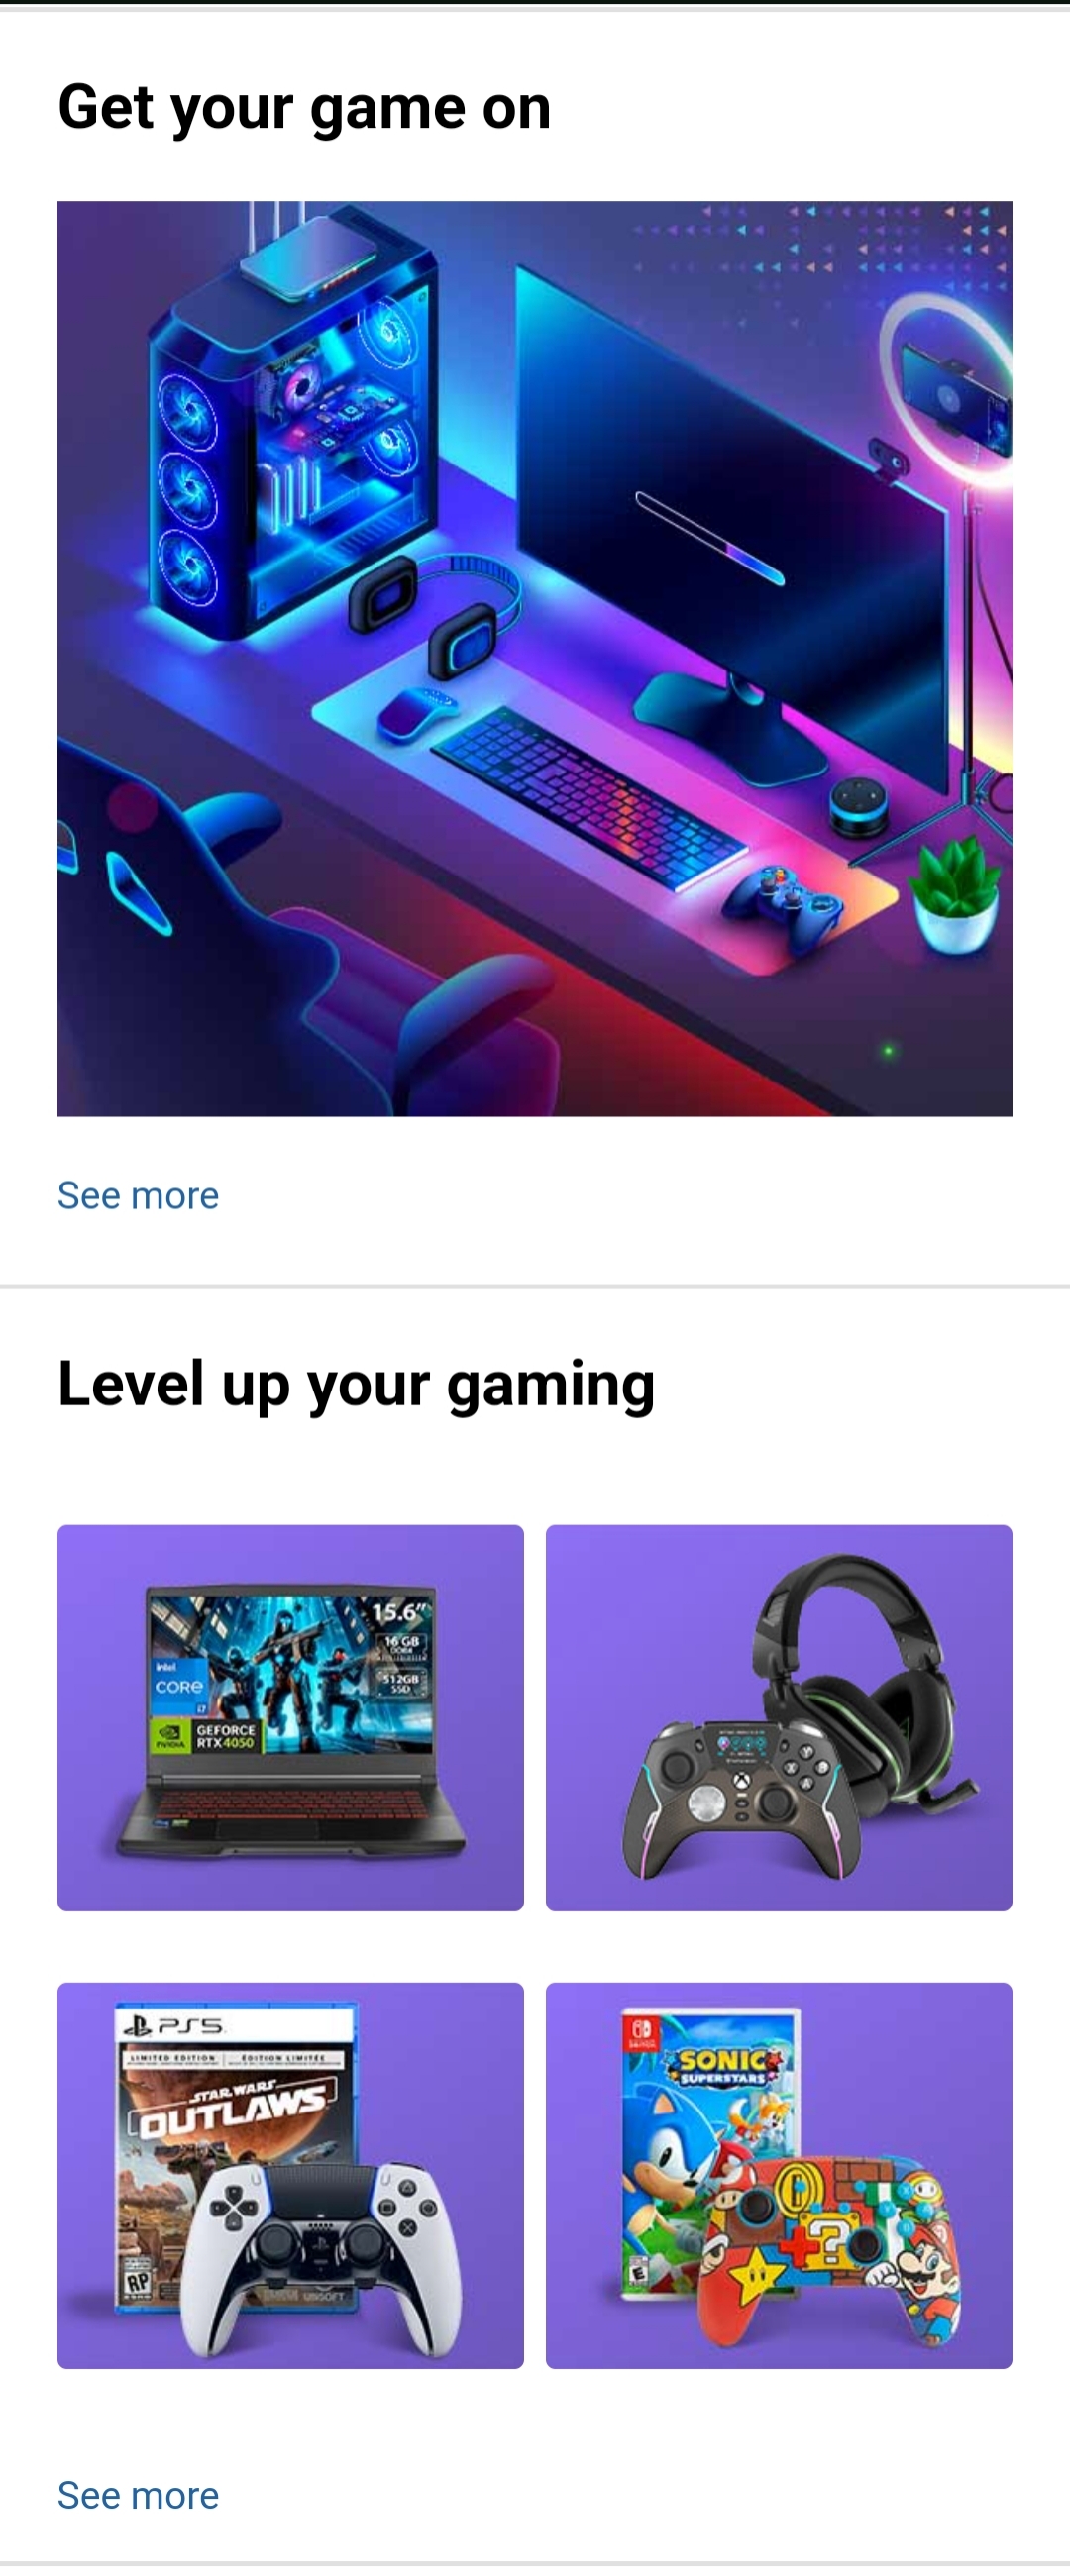 Get your game on
See more
Level up your gaming
15.6"
16 GB
DDR4
512GB
SSD
intel
CORE
i7
NVIDIA
GEFORCE
RTX 4050
PS5
LIMITED EDITION
ÉDITION LIMITÉE
STAR WARS
OUTLAWS
RP
UBISOFT
SONIC
SUPERSTARS
E
See more